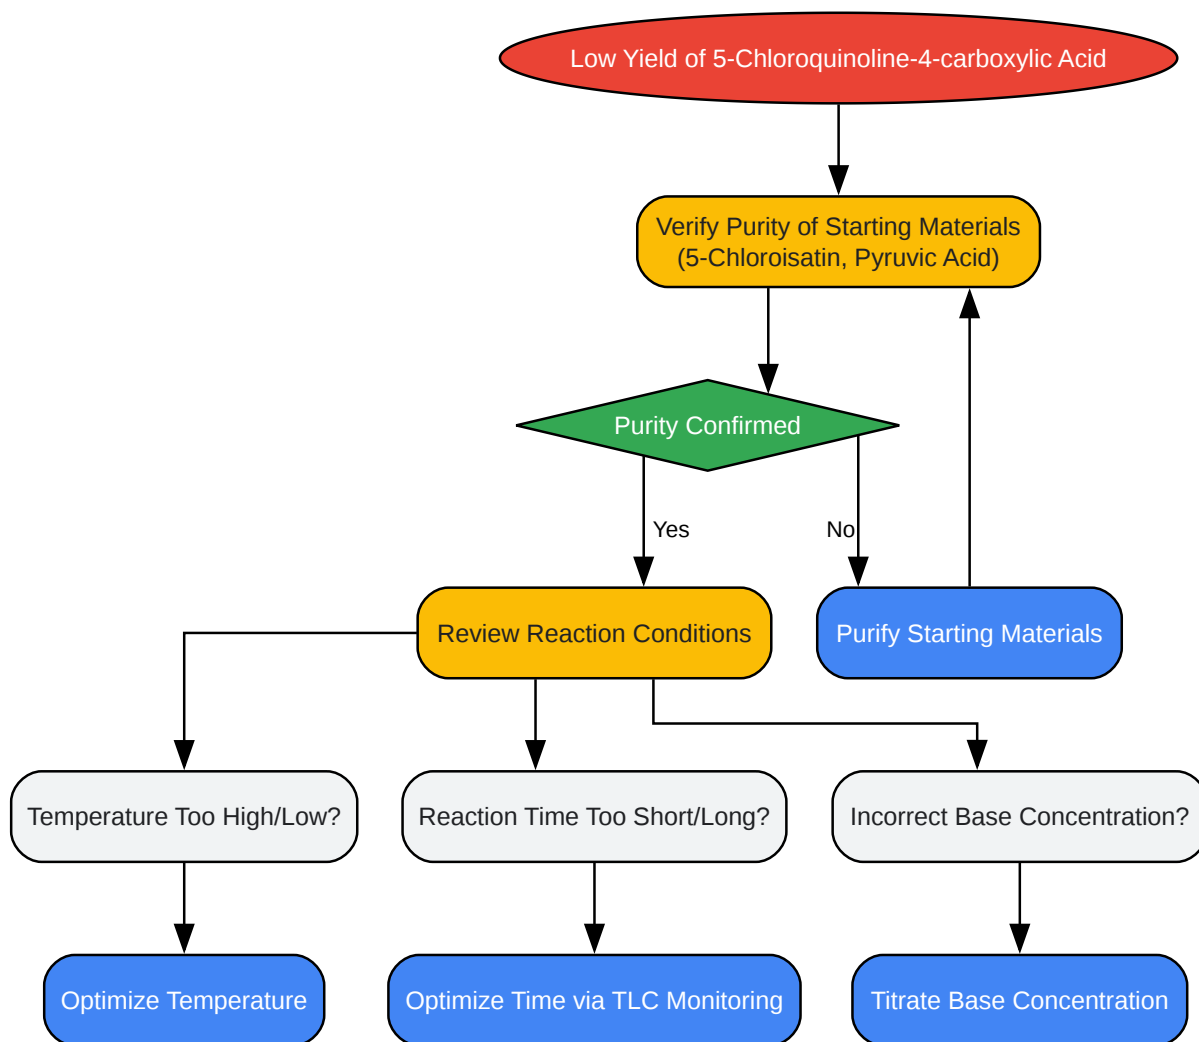 Low Yield of 5-Chloroquinoline-4-carboxylic Acid
Verify Purity of Starting Materials
(5-Chloroisatin, Pyruvic Acid)
Purity Confirmed
Yes
No
Review Reaction Conditions
Purify Starting Materials
Temperature Too High/Low?
Reaction Time Too Short/Long?
Incorrect Base Concentration?
Optimize Temperature
Optimize Time via TLC Monitoring
Titrate Base Concentration